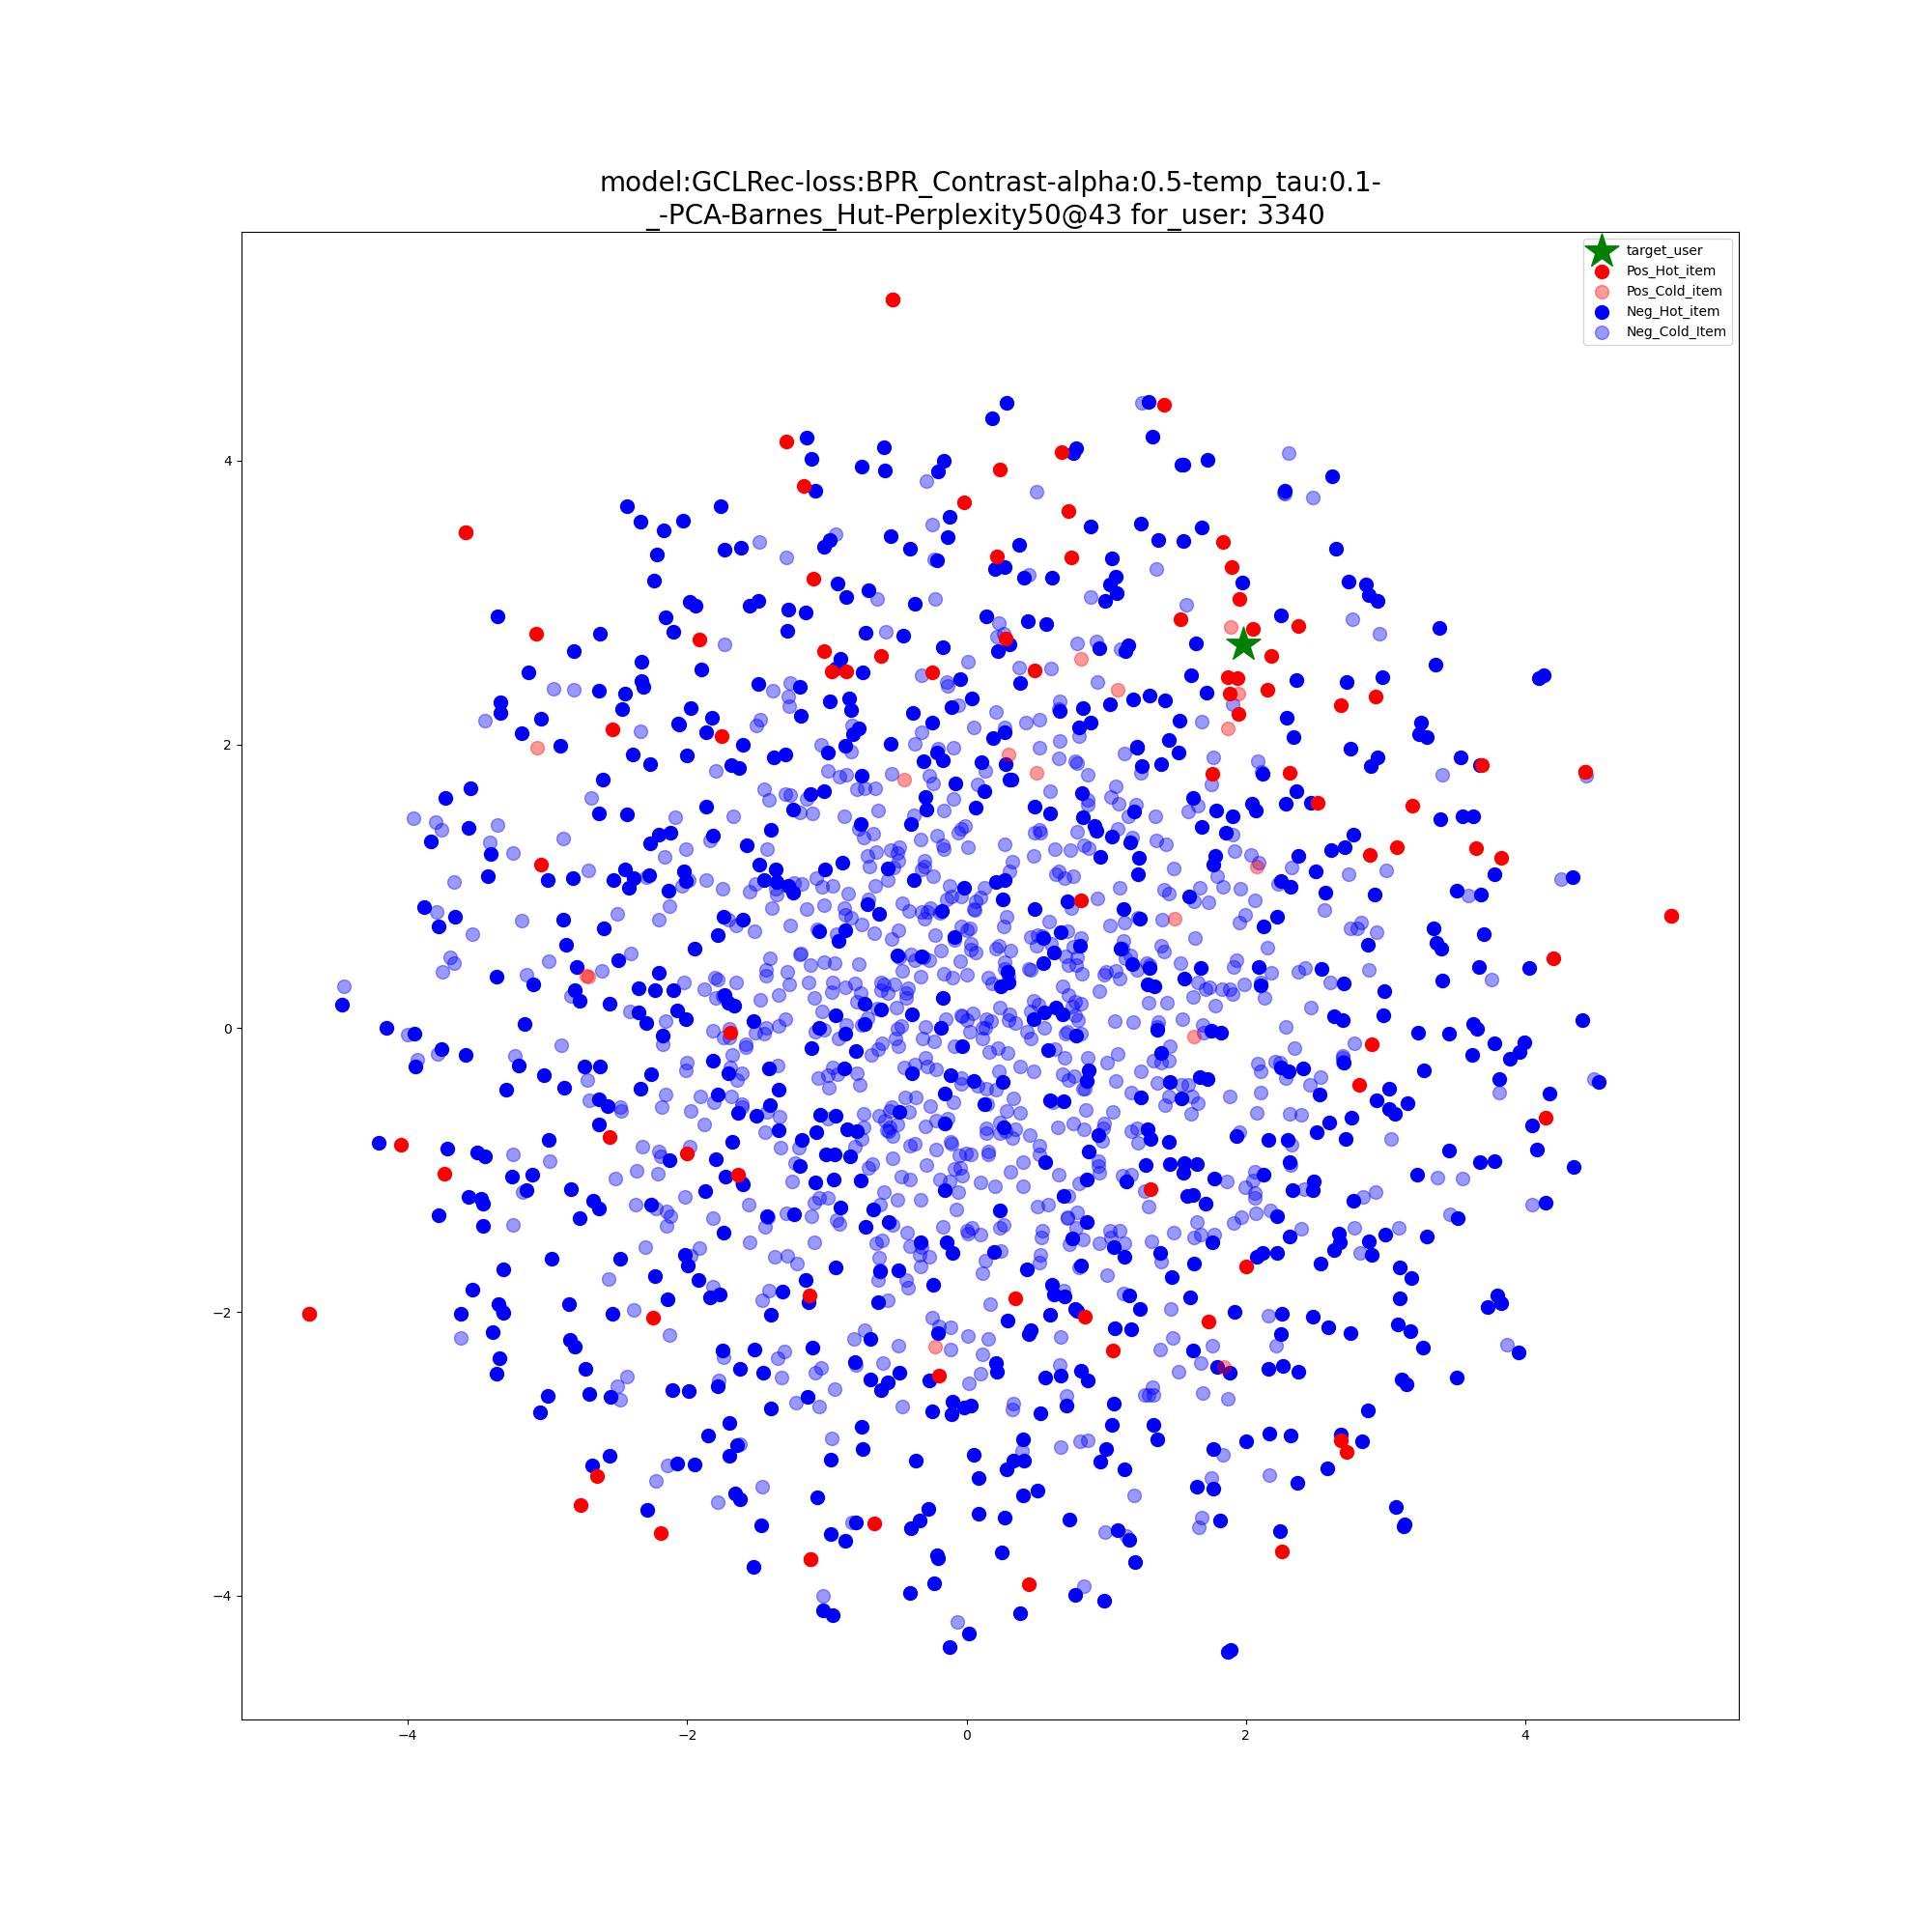 model:GCLRec-loss:BPR_Contrast-alpha:0.5-temp_tau:0.1-
_-PCA-Barnes_Hut-Perplexity50@43 for_user: 3340
target_user
Pos_Hot_item
Pos_Cold_item
Neg_Hot_item
Neg_Cold_Item
4
2
0
−2
−4
−4
−2
0
2
4